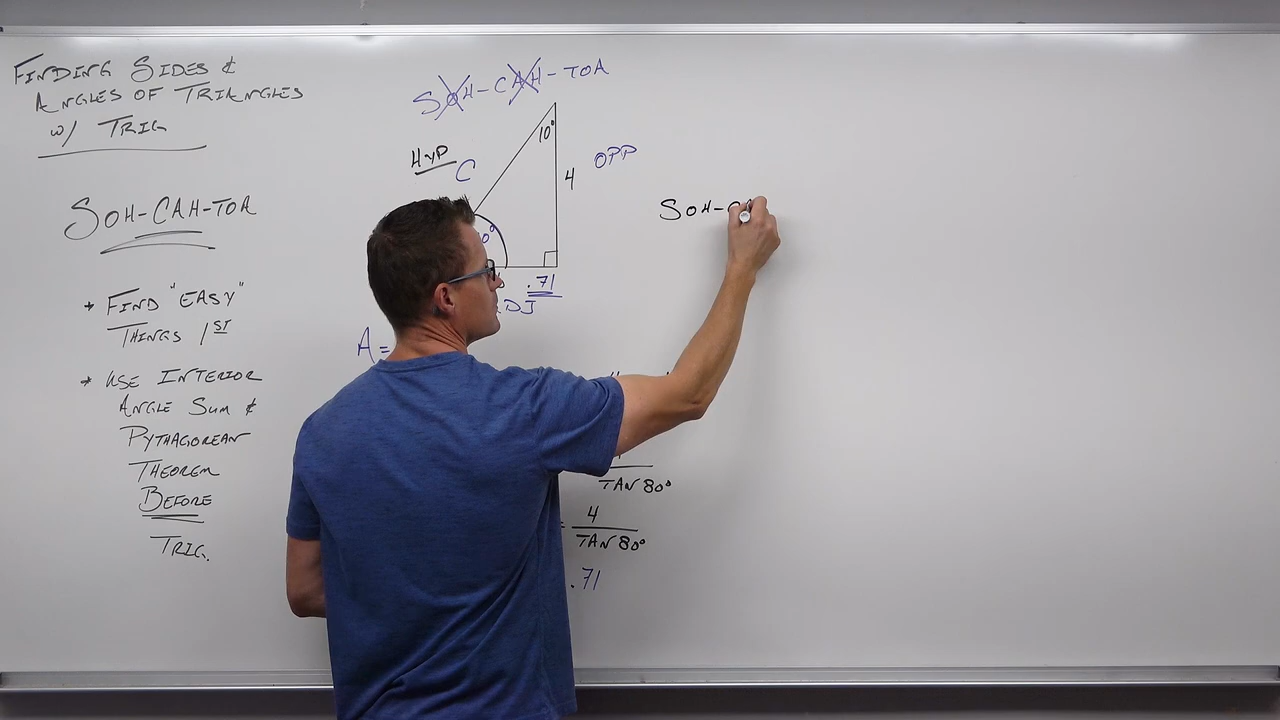 FINDING SIDES &
ANGLES OF TRIANGLES
W/ TRIG
SOH-CAH-TOA
* FIND "EASY"
THINGS 1ST
* USE INTERIOR
ANGLE SUM &
PYTHAGOREAN
THEOREM
BEFORE
TRIG.
SOH-CAH-TOA
10°
HYP
C
4
OPP
.71
A=
TAN 80°
4
TAN 80°
.71
SOH-